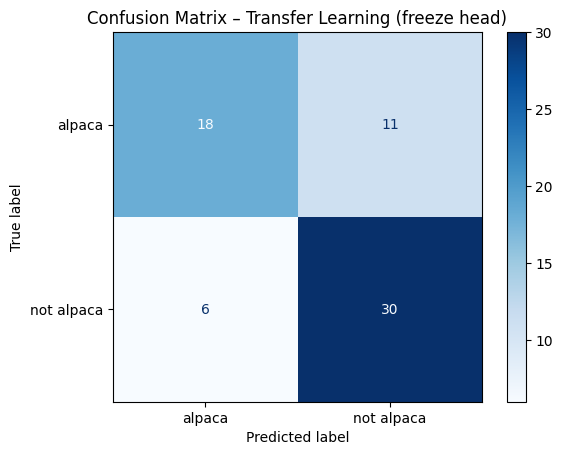 Confusion Matrix – Transfer Learning (freeze head)
True label
alpaca
18
11
not alpaca
6
30
alpaca
not alpaca
Predicted label
30
25
20
15
10